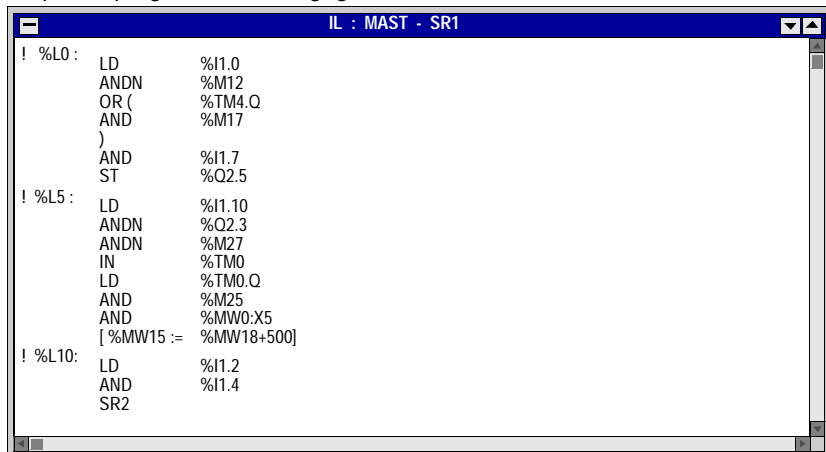 IL : MAST - SR1
! %L0 :
LD %I1.0
ANDN %M12
OR ( %TM4.Q
AND %M17
)
AND %I1.7
ST %Q2.5
! %L5 :
LD %I1.10
ANDN %Q2.3
ANDN %M27
IN %TM0
LD %TM0.Q
AND %M25
AND %MW0:X5
[ %MW15 := %MW18+500]
! %L10:
LD %I1.2
AND %I1.4
SR2